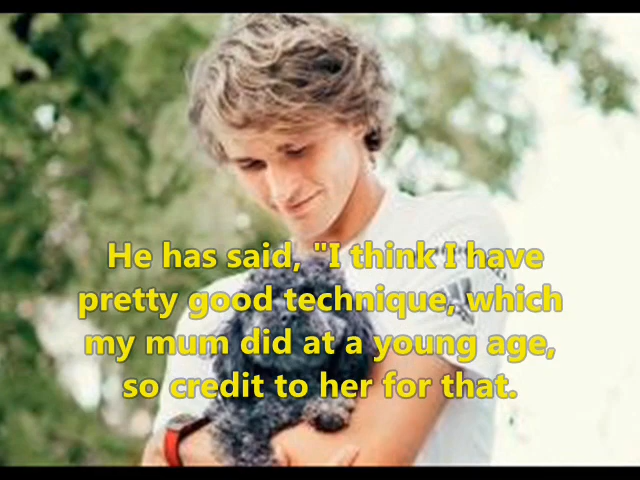 He has said, "I think I have
pretty good technique, which
my mum did at a young age,
so credit to her for that.